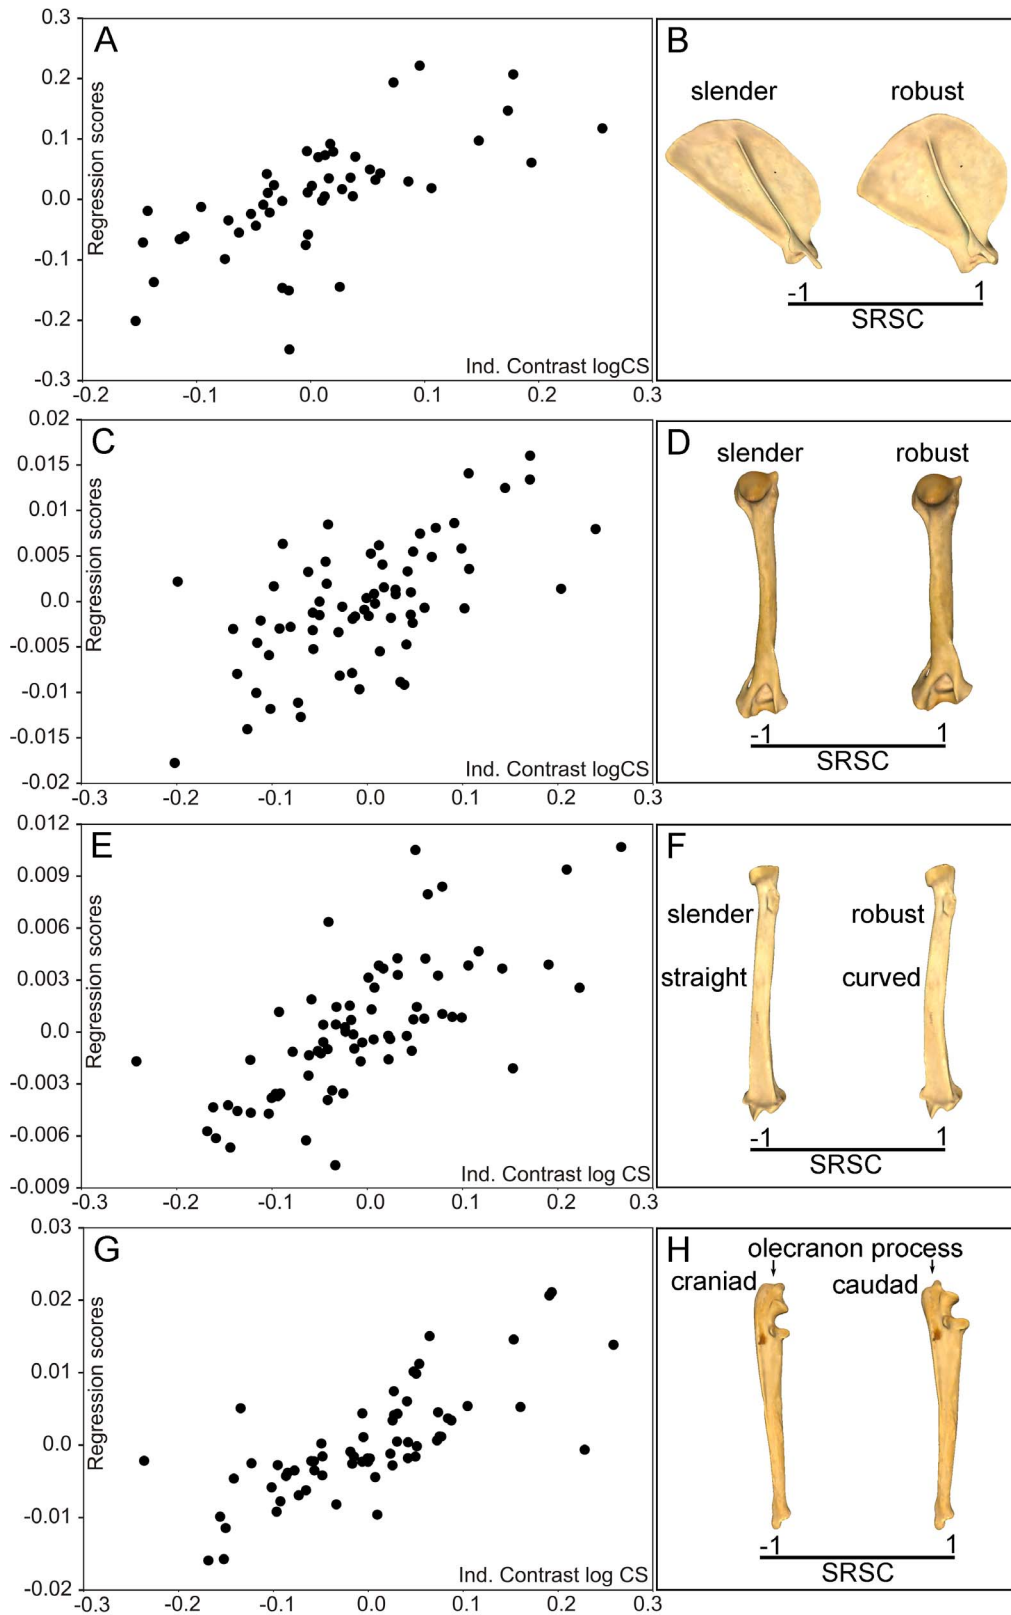 A
0.3
0.2
0.1
0.0
-0.1
-0.2
-0.3
Regression scores
Ind. Contrast logCS
-0.2 -0.1 0.0 0.1 0.2 0.3
B
slender robust
-1 1
SRSC
C
0.02
0.015
0.01
0.005
0.0
-0.005
-0.01
-0.015
-0.02
Regression scores
Ind. Contrast logCS
-0.3 -0.2 -0.1 0.0 0.1 0.2 0.3
D
slender robust
-1 1
SRSC
E
0.012
0.009
0.006
0.003
0.0
-0.003
-0.006
-0.009
Regression scores
Ind. Contrast log CS
-0.3 -0.2 -0.1 0.0 0.1 0.2 0.3
F
slender robust
straight curved
-1 1
SRSC
G
0.03
0.02
0.01
0.0
-0.01
-0.02
Regression scores
Ind. Contrast log CS
-0.3 -0.2 -0.1 0.0 0.1 0.2 0.3
H
olecranon process
craniad caudad
-1 1
SRSC